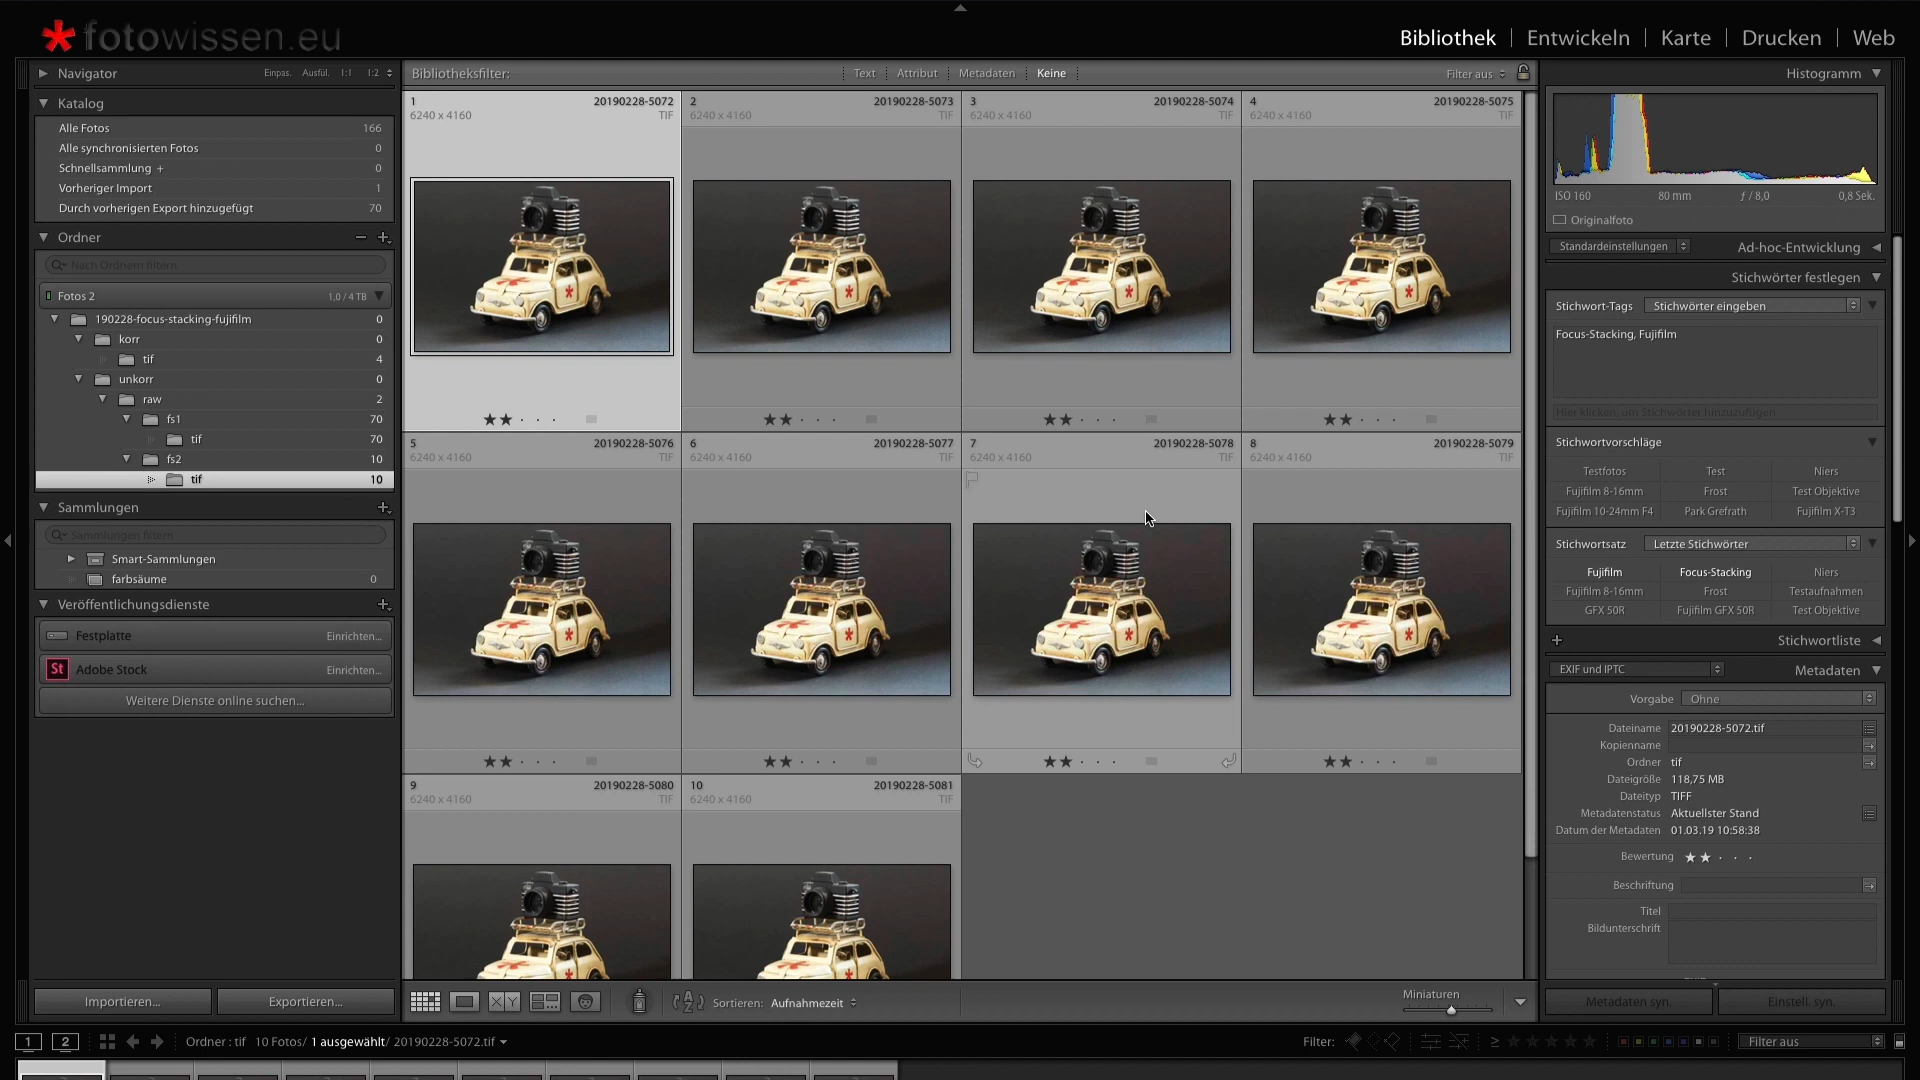 fotowissen.eu
Bibliothek | Entwickeln | Karte | Drucken | Web
Navigator Einpas. Ausfül. 1:1 1:2
Katalog
Alle Fotos 166
Alle synchronisierten Fotos 0
Schnellsammlung + 0
Vorheriger Import 1
Durch vorherigen Export hinzugefügt 70
Ordner
Nach Ordnern filtern
Fotos 2 1,0 / 4 TB
190228-focus-stacking-fujifilm 0
korr 0
tif 4
unkorr 0
raw 2
fs1 70
tif 70
fs2 10
tif 10
Sammlungen
Sammlungen filtern
Smart-Sammlungen
farbsäume 0
Veröffentlichungsdienste
Festplatte Einrichten...
St Adobe Stock Einrichten...
Weitere Dienste online suchen...
Importieren... Exportieren...
Bibliotheksfilter: Text Attribut Metadaten Keine Filter aus
1 20190228-5072
6240 x 4160 TIF
2 20190228-5073
6240 x 4160 TIF
3 20190228-5074
6240 x 4160 TIF
4 20190228-5075
6240 x 4160 TIF
5 20190228-5076
6240 x 4160 TIF
6 20190228-5077
6240 x 4160 TIF
7 20190228-5078
6240 x 4160 TIF
8 20190228-5079
6240 x 4160 TIF
9 20190228-5080
6240 x 4160 TIF
10 20190228-5081
6240 x 4160 TIF
XY Sortieren: Aufnahmezeit Miniaturen
Histogramm
ISO 160 80 mm ƒ / 8,0 0,8 Sek.
Originalfoto
Standardeinstellungen Ad-hoc-Entwicklung
Stichwörter festlegen
Stichwort-Tags Stichwörter eingeben
Focus-Stacking, Fujifilm
Hier klicken, um Stichwörter hinzuzufügen
Stichwortvorschläge
Testfotos Test Niers
Fujifilm 8-16mm Frost Test Objektive
Fujifilm 10-24mm F4 Park Grefrath Fujifilm X-T3
Stichwortsatz Letzte Stichwörter
Fujifilm Focus-Stacking Niers
Fujifilm 8-16mm Frost Testaufnahmen
GFX 50R Fujifilm GFX 50R Test Objektive
+ Stichwortliste
EXIF und IPTC Metadaten
Vorgabe Ohne
Dateiname 20190228-5072.tif
Kopienname
Ordner tif
Dateigröße 118,75 MB
Dateityp TIFF
Metadatenstatus Aktuellster Stand
Datum der Metadaten 01.03.19 10:58:38
Bewertung
Beschriftung
Titel
Bildunterschrift
Metadaten syn. Einstell. syn.
1 2 Ordner : tif 10 Fotos/ 1 ausgewählt/ 20190228-5072.tif Filter: ≥ Filter aus